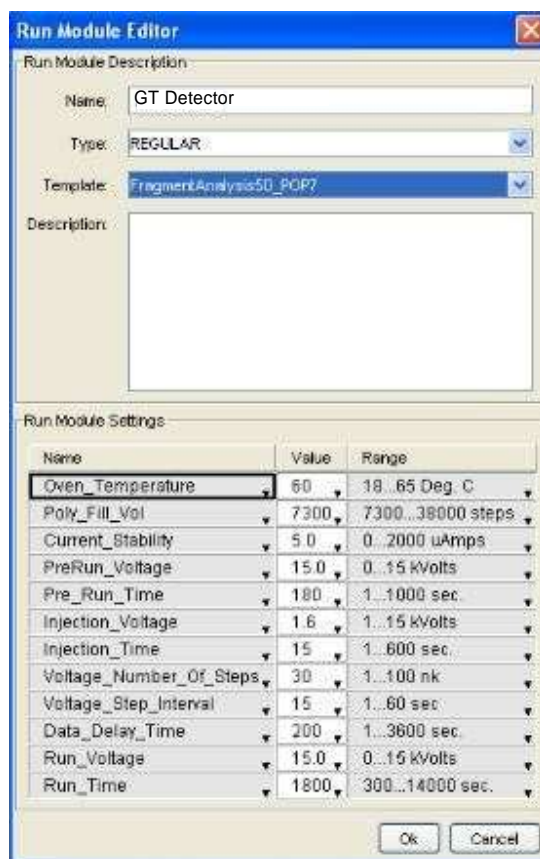 Run Module Editor
Run Module Description
Name: GT Detector
Type: REGULAR
Template: FragmentAnalysis50_POP7
Description:
Run Module Settings
Name Value Range
Oven_Temperature 60 18...65 Deg. C
Poly_Fill_Vol 7300 7300...38000 steps
Current_Stability 5.0 0...2000 uAmps
PreRun_Voltage 15.0 0...15 kVolts
Pre_Run_Time 180 1...1000 sec.
Injection_Voltage 1.6 1...15 kVolts
Injection_Time 15 1...600 sec.
Voltage_Number_Of_Steps 30 1...100 nk
Voltage_Step_Interval 15 1...60 sec
Data_Delay_Time 200 1...3600 sec.
Run_Voltage 15.0 0...15 kVolts
Run_Time 1800 300...14000 sec.
Ok Cancel